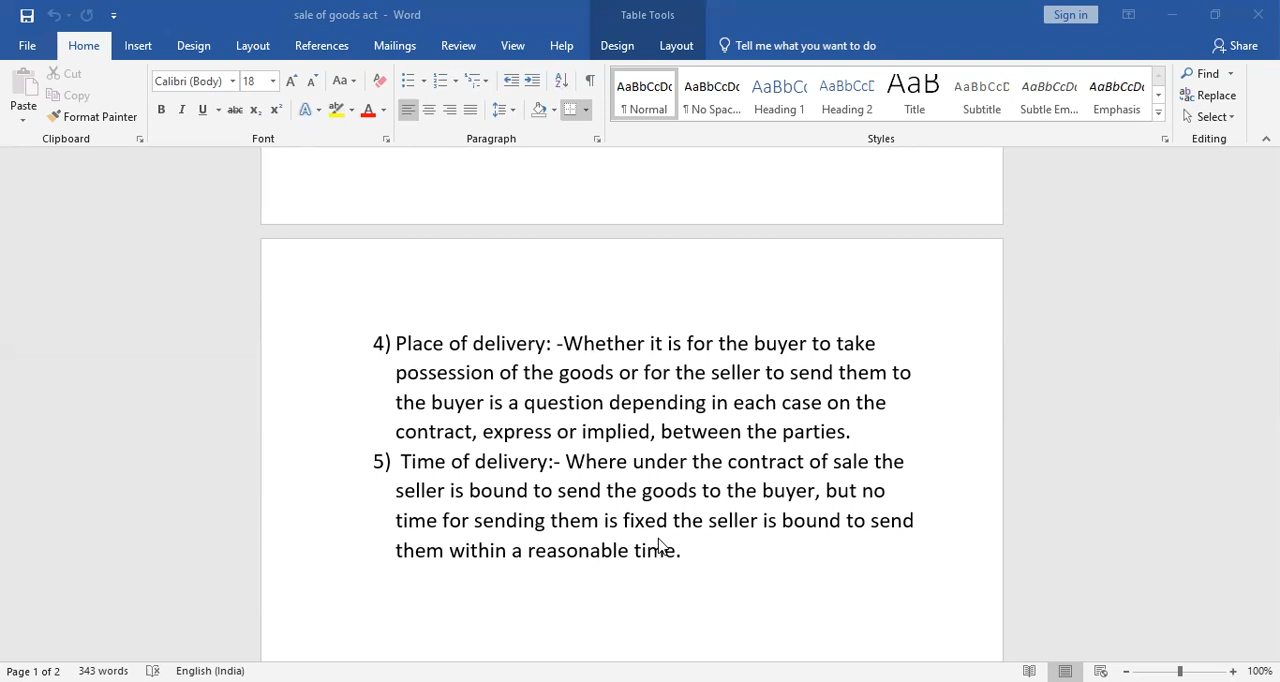 sale of goods act - Word
Table Tools
Sign in
File Home Insert Design Layout References Mailings Review View Help Design Layout Tell me what you want to do Share
Paste
Cut
Copy
Format Painter
Clipboard
Calibri (Body) 18
Font
Paragraph
AaBbCcDc AaBbCcDc AaBbCc AaBbCcD AaB AaBbCcD AaBbCcDc AaBbCcDc
¶ Normal ¶ No Spac... Heading 1 Heading 2 Title Subtitle Subtle Em... Emphasis
Styles
Find
Replace
Select
Editing
4) Place of delivery: -Whether it is for the buyer to take
possession of the goods or for the seller to send them to
the buyer is a question depending in each case on the
contract, express or implied, between the parties.
5) Time of delivery:- Where under the contract of sale the
seller is bound to send the goods to the buyer, but no
time for sending them is fixed the seller is bound to send
them within a reasonable time.
Page 1 of 2 343 words English (India) 100%